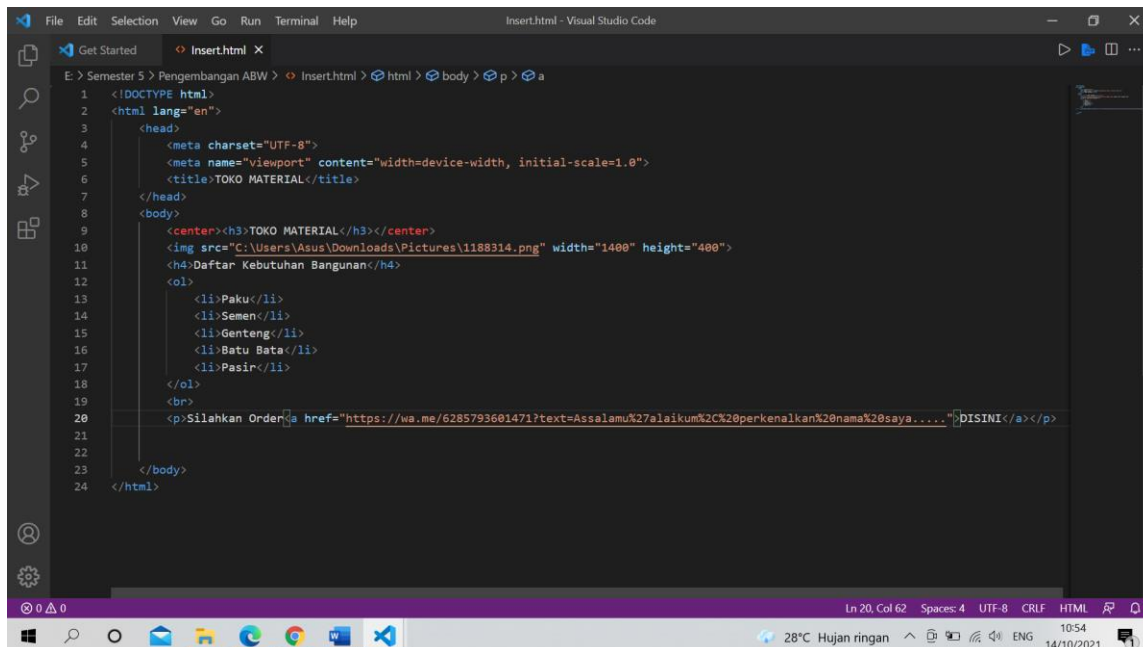 File Edit Selection View Go Run Terminal Help Insert.html - Visual Studio Code
Get Started Insert.html
E: > Semester 5 > Pengembangan ABW > Insert.html > html > body > p > a
1 <!DOCTYPE html>
2 <html lang="en">
3 <head>
4 <meta charset="UTF-8">
5 <meta name="viewport" content="width=device-width, initial-scale=1.0">
6 <title>TOKO MATERIAL</title>
7 </head>
8 <body>
9 <center><h3>TOKO MATERIAL</h3></center>
10 <img src="C:\Users\Asus\Downloads\Pictures\1188314.png" width="1400" height="400">
11 <h4>Daftar Kebutuhan Bangunan</h4>
12 <ol>
13 <li>Paku</li>
14 <li>Semen</li>
15 <li>Genteng</li>
16 <li>Batu Bata</li>
17 <li>Pasir</li>
18 </ol>
19 <br>
20 <p>Silahkan Order<a href="https://wa.me/6285793601471?text=Assalamu%27alaikum%2C%20perkenalkan%20nama%20saya.....">DISINI</a></p>
21
22
23 </body>
24 </html>
0 0 Ln 20, Col 62 Spaces: 4 UTF-8 CRLF HTML
28°C Hujan ringan ENG 10:54
14/10/2021